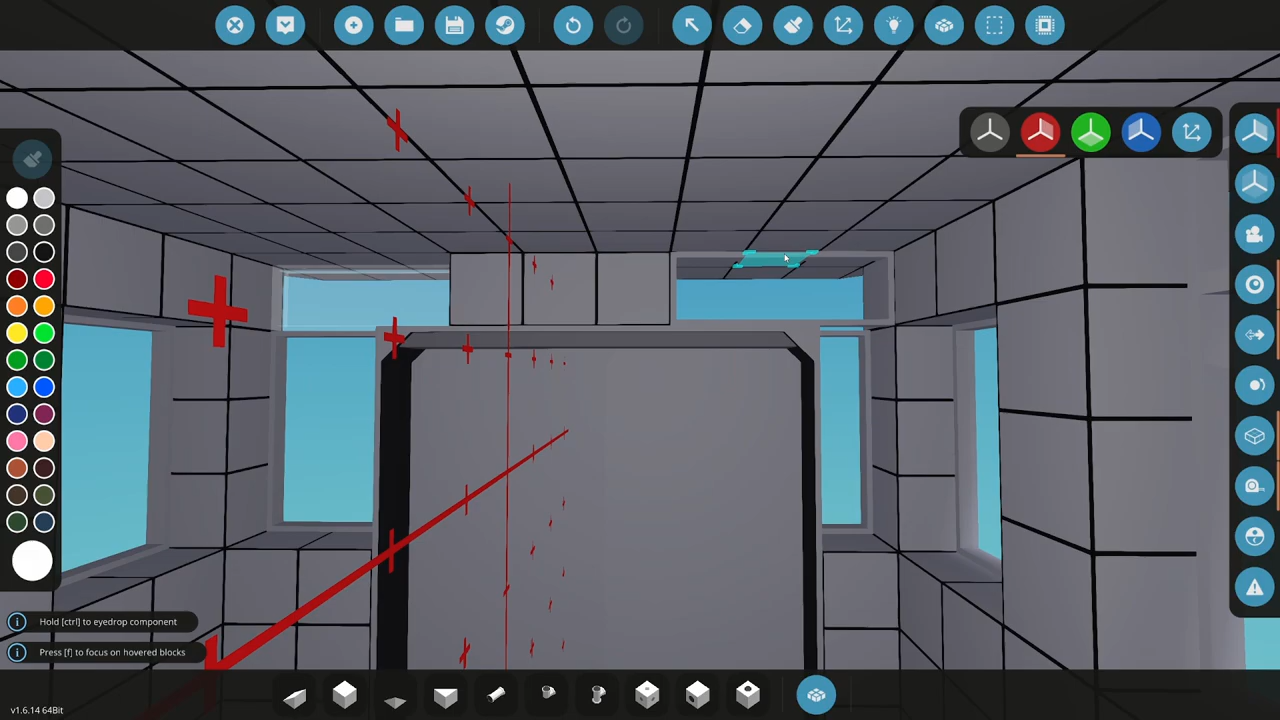 Hold [ctrl] to eyedrop component
Press [f] to focus on hovered blocks
v1.6.14 64Bit